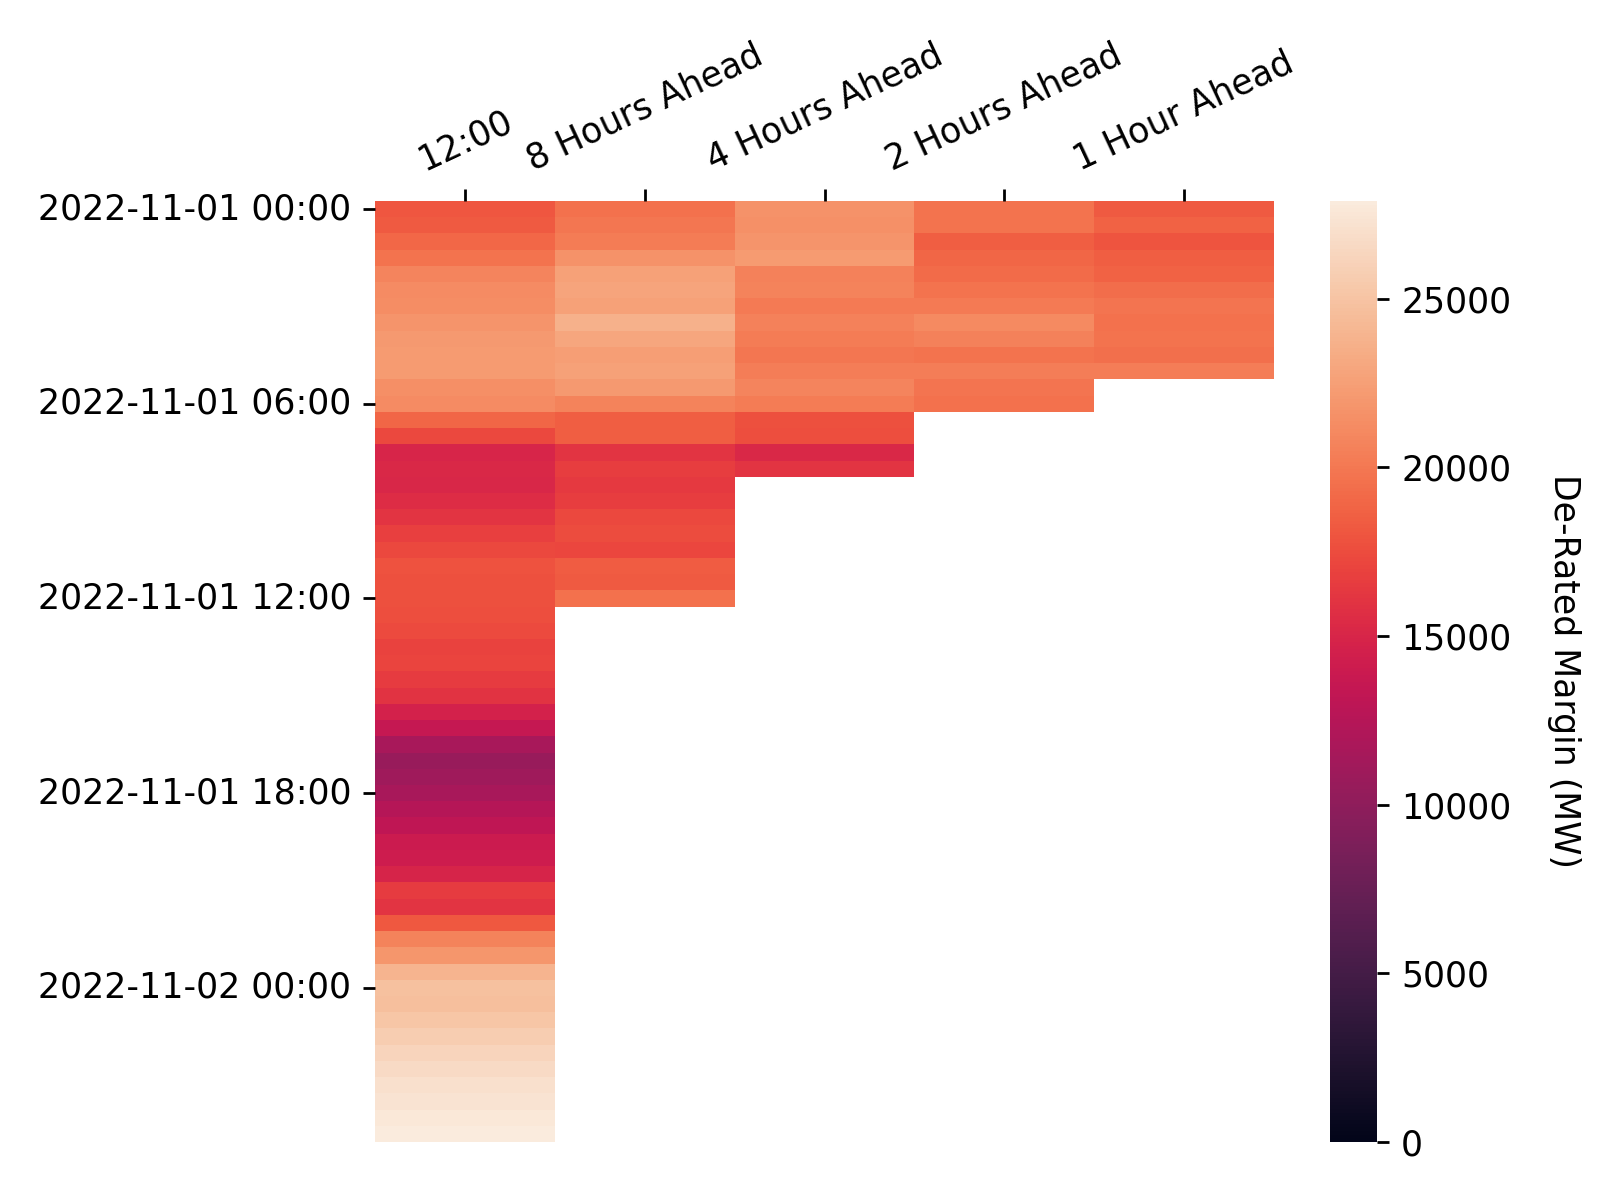 12:00
8 Hours Ahead
4 Hours Ahead
2 Hours Ahead
1 Hour Ahead
2022-11-01 00:00
2022-11-01 06:00
2022-11-01 12:00
2022-11-01 18:00
2022-11-02 00:00
25000
20000
15000
10000
5000
0
De-Rated Margin (MW)